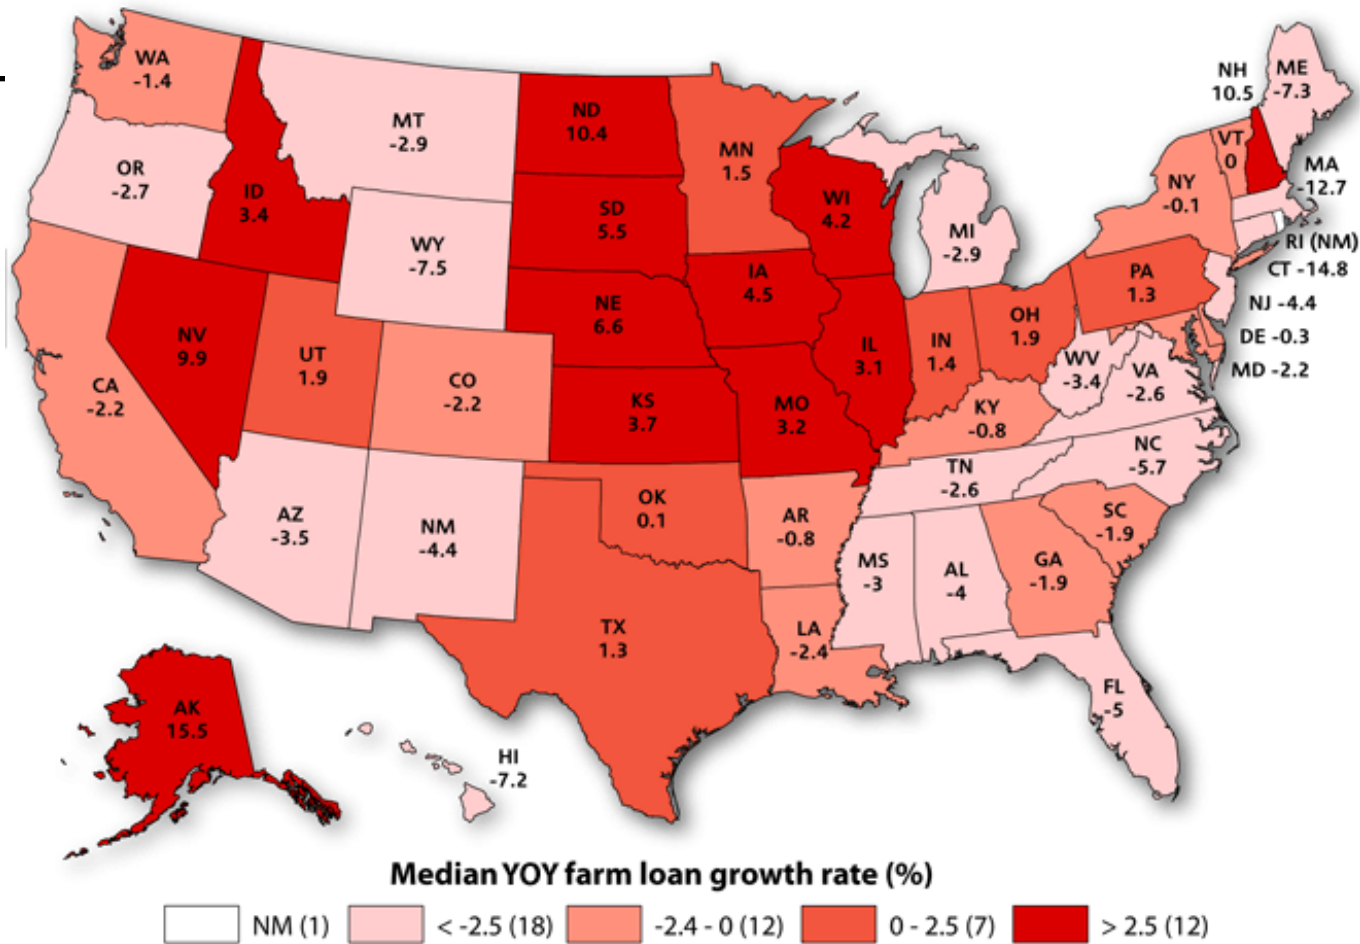 WA
-1.4
OR
-2.7
CA
-2.2
ID
3.4
NV
9.9
MT
-2.9
WY
-7.5
UT
1.9
CO
-2.2
AZ
-3.5
NM
-4.4
ND
10.4
SD
5.5
NE
6.6
KS
3.7
OK
0.1
TX
1.3
MN
1.5
IA
4.5
MO
3.2
AR
-0.8
LA
-2.4
WI
4.2
IL
3.1
MI
-2.9
IN
1.4
OH
1.9
KY
-0.8
TN
-2.6
MS
-3
AL
-4
GA
-1.9
FL
-5
SC
-1.9
NC
-5.7
VA
-2.6
WV
-3.4
PA
1.3
NY
-0.1
VT
0
NH
10.5
ME
-7.3
MA
-12.7
RI (NM)
CT -14.8
NJ -4.4
DE -0.3
MD -2.2
AK
15.5
HI
-7.2
Median YOY farm loan growth rate (%)
NM (1)
< -2.5 (18)
-2.4 - 0 (12)
0 - 2.5 (7)
> 2.5 (12)